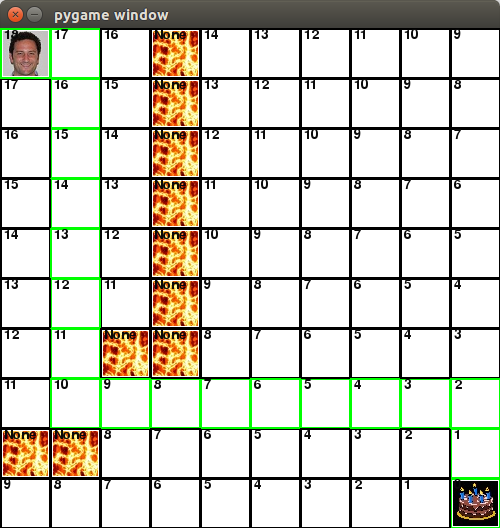 pygame window
18 17 16 None 14 13 12 11 10 9
17 16 15 None 13 12 11 10 9 8
16 15 14 None 12 11 10 9 8 7
15 14 13 None 11 10 9 8 7 6
14 13 12 None 10 9 8 7 6 5
13 12 11 None 9 8 7 6 5 4
12 11 None None 8 7 6 5 4 3
11 10 9 8 7 6 5 4 3 2
None None 8 7 6 5 4 3 2 1
9 8 7 6 5 4 3 2 1